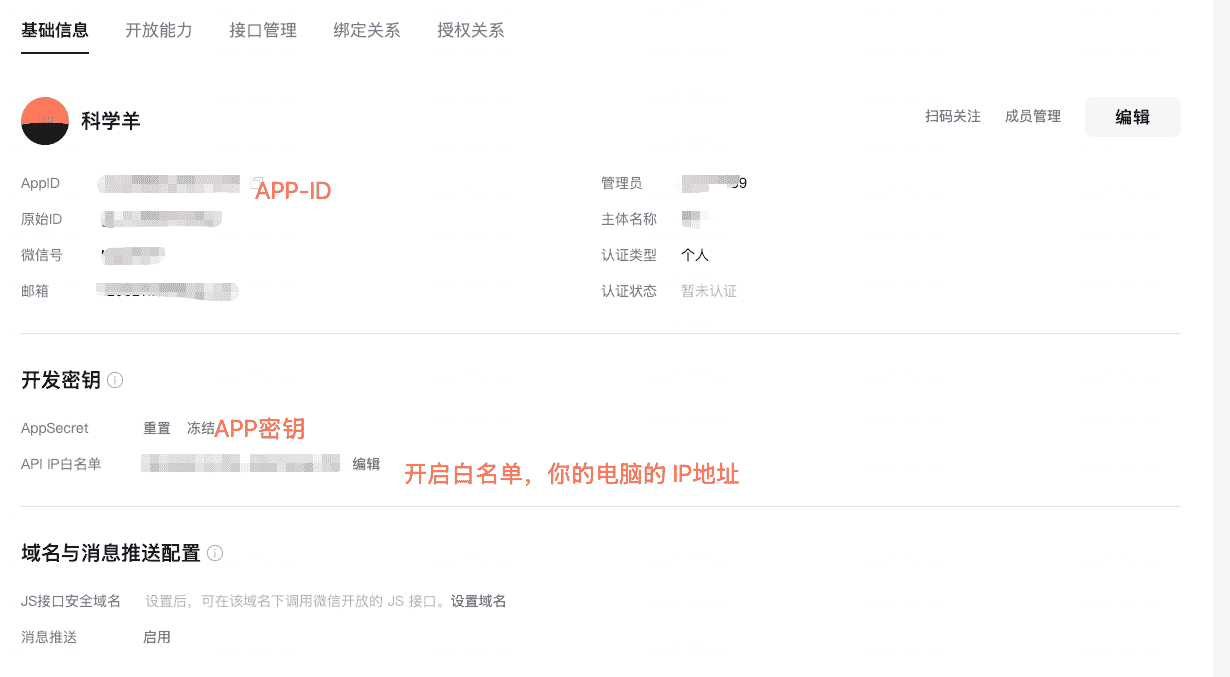 基础信息 开放能力 接口管理 绑定关系 授权关系
科学羊 扫码关注 成员管理 编辑
AppID APP-ID 管理员 39
原始ID 主体名称
微信号 认证类型 个人
邮箱 认证状态 暂未认证
开发密钥
AppSecret 重置 冻结 APP密钥
API IP白名单 编辑 开启白名单，你的电脑的 IP地址
域名与消息推送配置
JS接口安全域名 设置后，可在该域名下调用微信开放的 JS 接口。设置域名
消息推送 启用